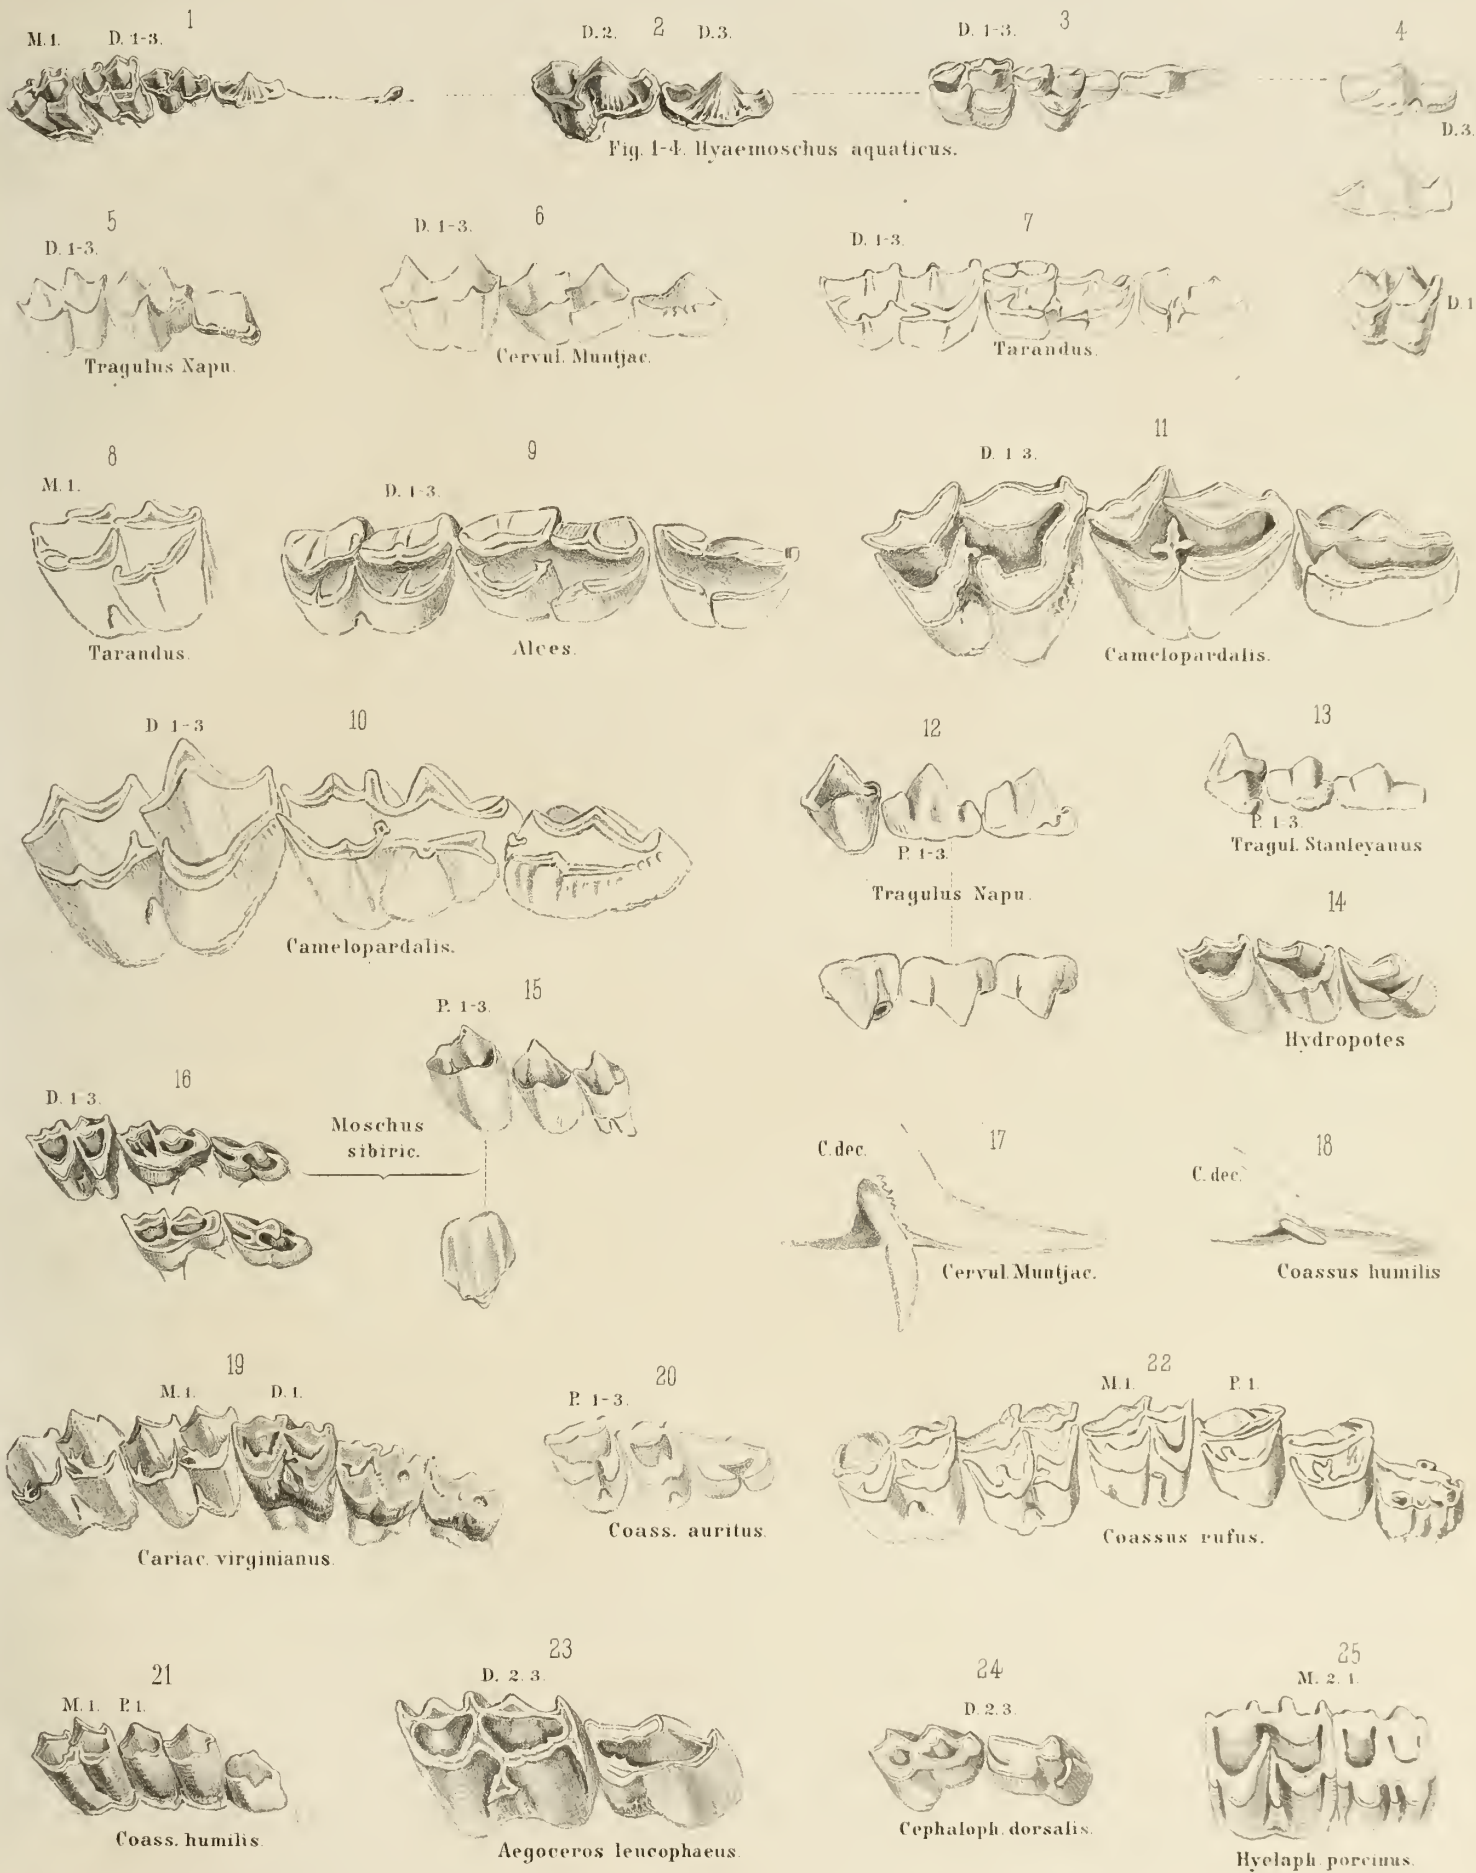 1
M. 1. D. 1-3.
2
D.2. D.3.
3
D. 1-3.
4
D.3.
Fig. 1-4. Hyaemoschus aquaticus.
D.1
5
D. 1-3.
Tragulus Napu.
6
D. 1-3.
Cervul. Muntjac.
7
D. 1-3.
Tarandus.
8
M. 1.
Tarandus.
9
D. 1-3.
Alces.
11
D. 1 3.
Camelopardalis.
10
D 1-3
Camelopardalis.
12
P. 1-3.
Tragulus Napu.
13
P. 1-3.
Tragul. Stanleyanus
14
Hydropotes
15
P. 1-3.
16
D. 1-3.
Moschus
sibiric.
17
C. dec.
Cervul. Muntjac.
18
C. dec.
Coassus humilis
19
M. 1. D. 1.
Cariac. virginianus.
20
P. 1-3.
Coass. auritus.
22
M. 1. P. 1.
Coassus rufus.
21
M. 1. P. 1.
Coass. humilis.
23
D. 2. 3.
Aegoceros leucophaeus.
24
D. 2. 3.
Cephaloph. dorsalis.
25
M. 2. 1.
Hyelaph. porcinus.